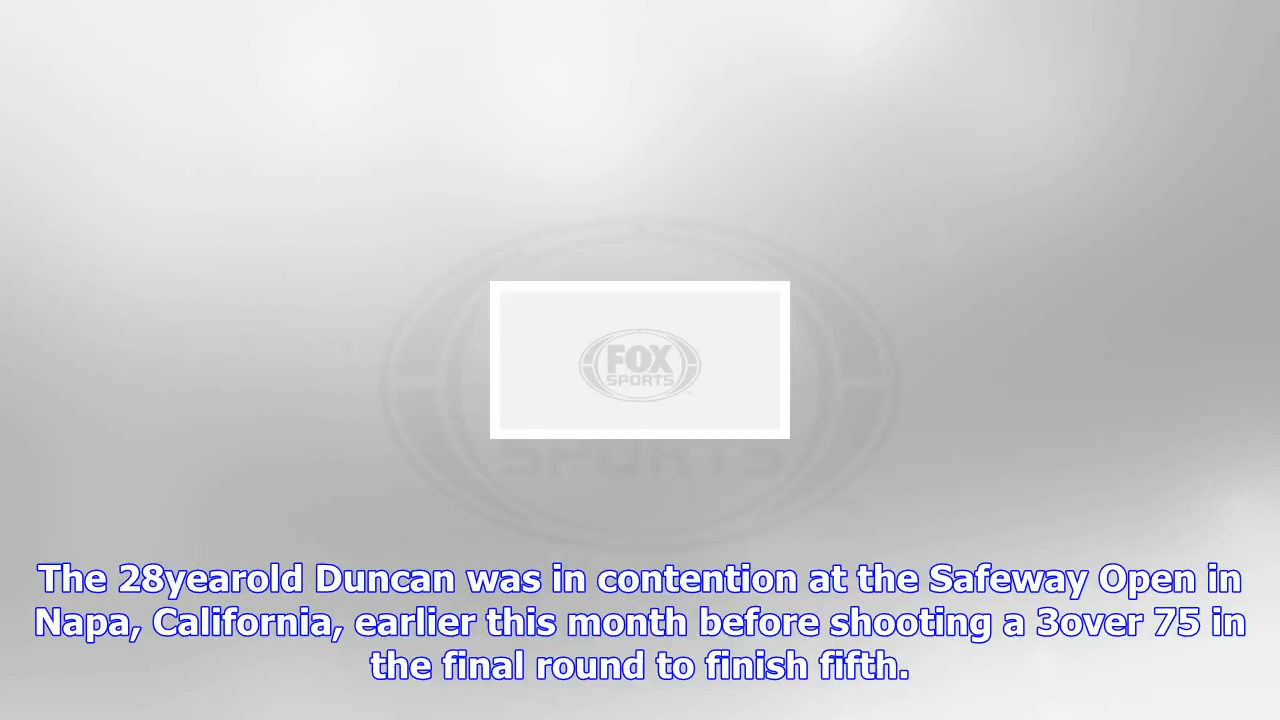 FOX
SPORTS
SPORTS
The 28yearold Duncan was in contention at the Safeway Open in
Napa, California, earlier this month before shooting a 3over 75 in
the final round to finish fifth.